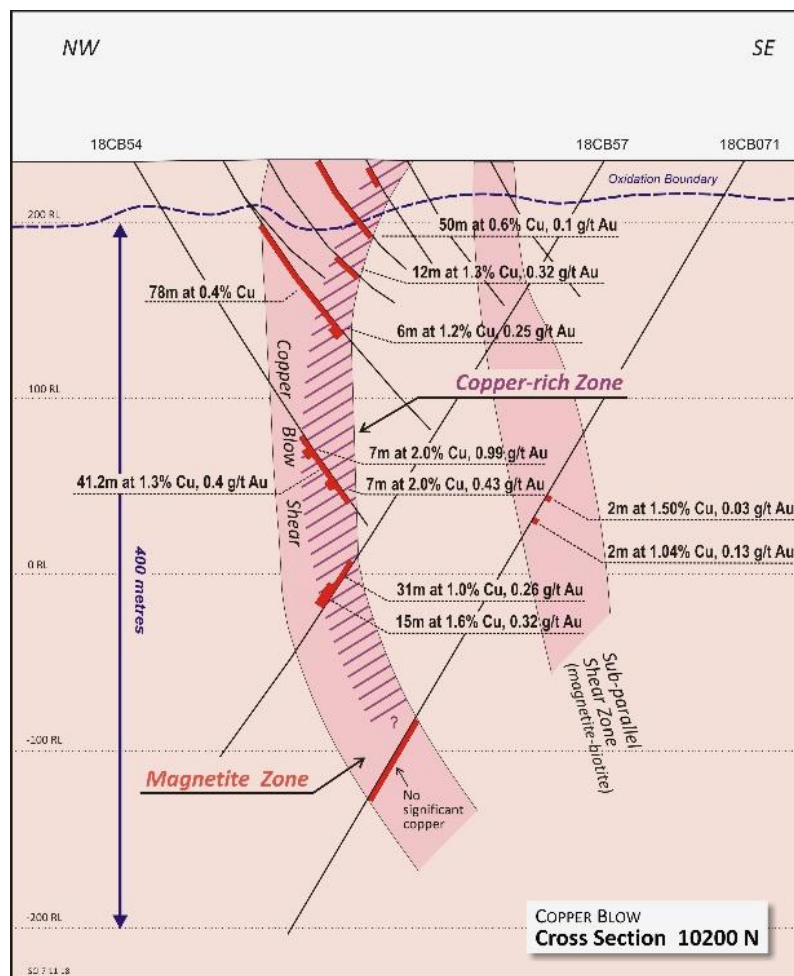 NW
SE
18CB54
18CB57
18CB071
Oxidation Boundary
200 RL
50m at 0.6% Cu, 0.1 g/t Au
12m at 1.3% Cu, 0.32 g/t Au
78m at 0.4% Cu
6m at 1.2% Cu, 0.25 g/t Au
Copper Blow Shear
Copper-rich Zone
100 RL
7m at 2.0% Cu, 0.99 g/t Au
41.2m at 1.3% Cu, 0.4 g/t Au
7m at 2.0% Cu, 0.43 g/t Au
2m at 1.50% Cu, 0.03 g/t Au
2m at 1.04% Cu, 0.13 g/t Au
0 RL
400 metres
31m at 1.0% Cu, 0.26 g/t Au
15m at 1.6% Cu, 0.32 g/t Au
Sub-parallel
Shear Zone
(magnetite-biotite)
?
-100 RL
Magnetite Zone
No
significant
copper
-200 RL
COPPER BLOW
Cross Section 10200 N